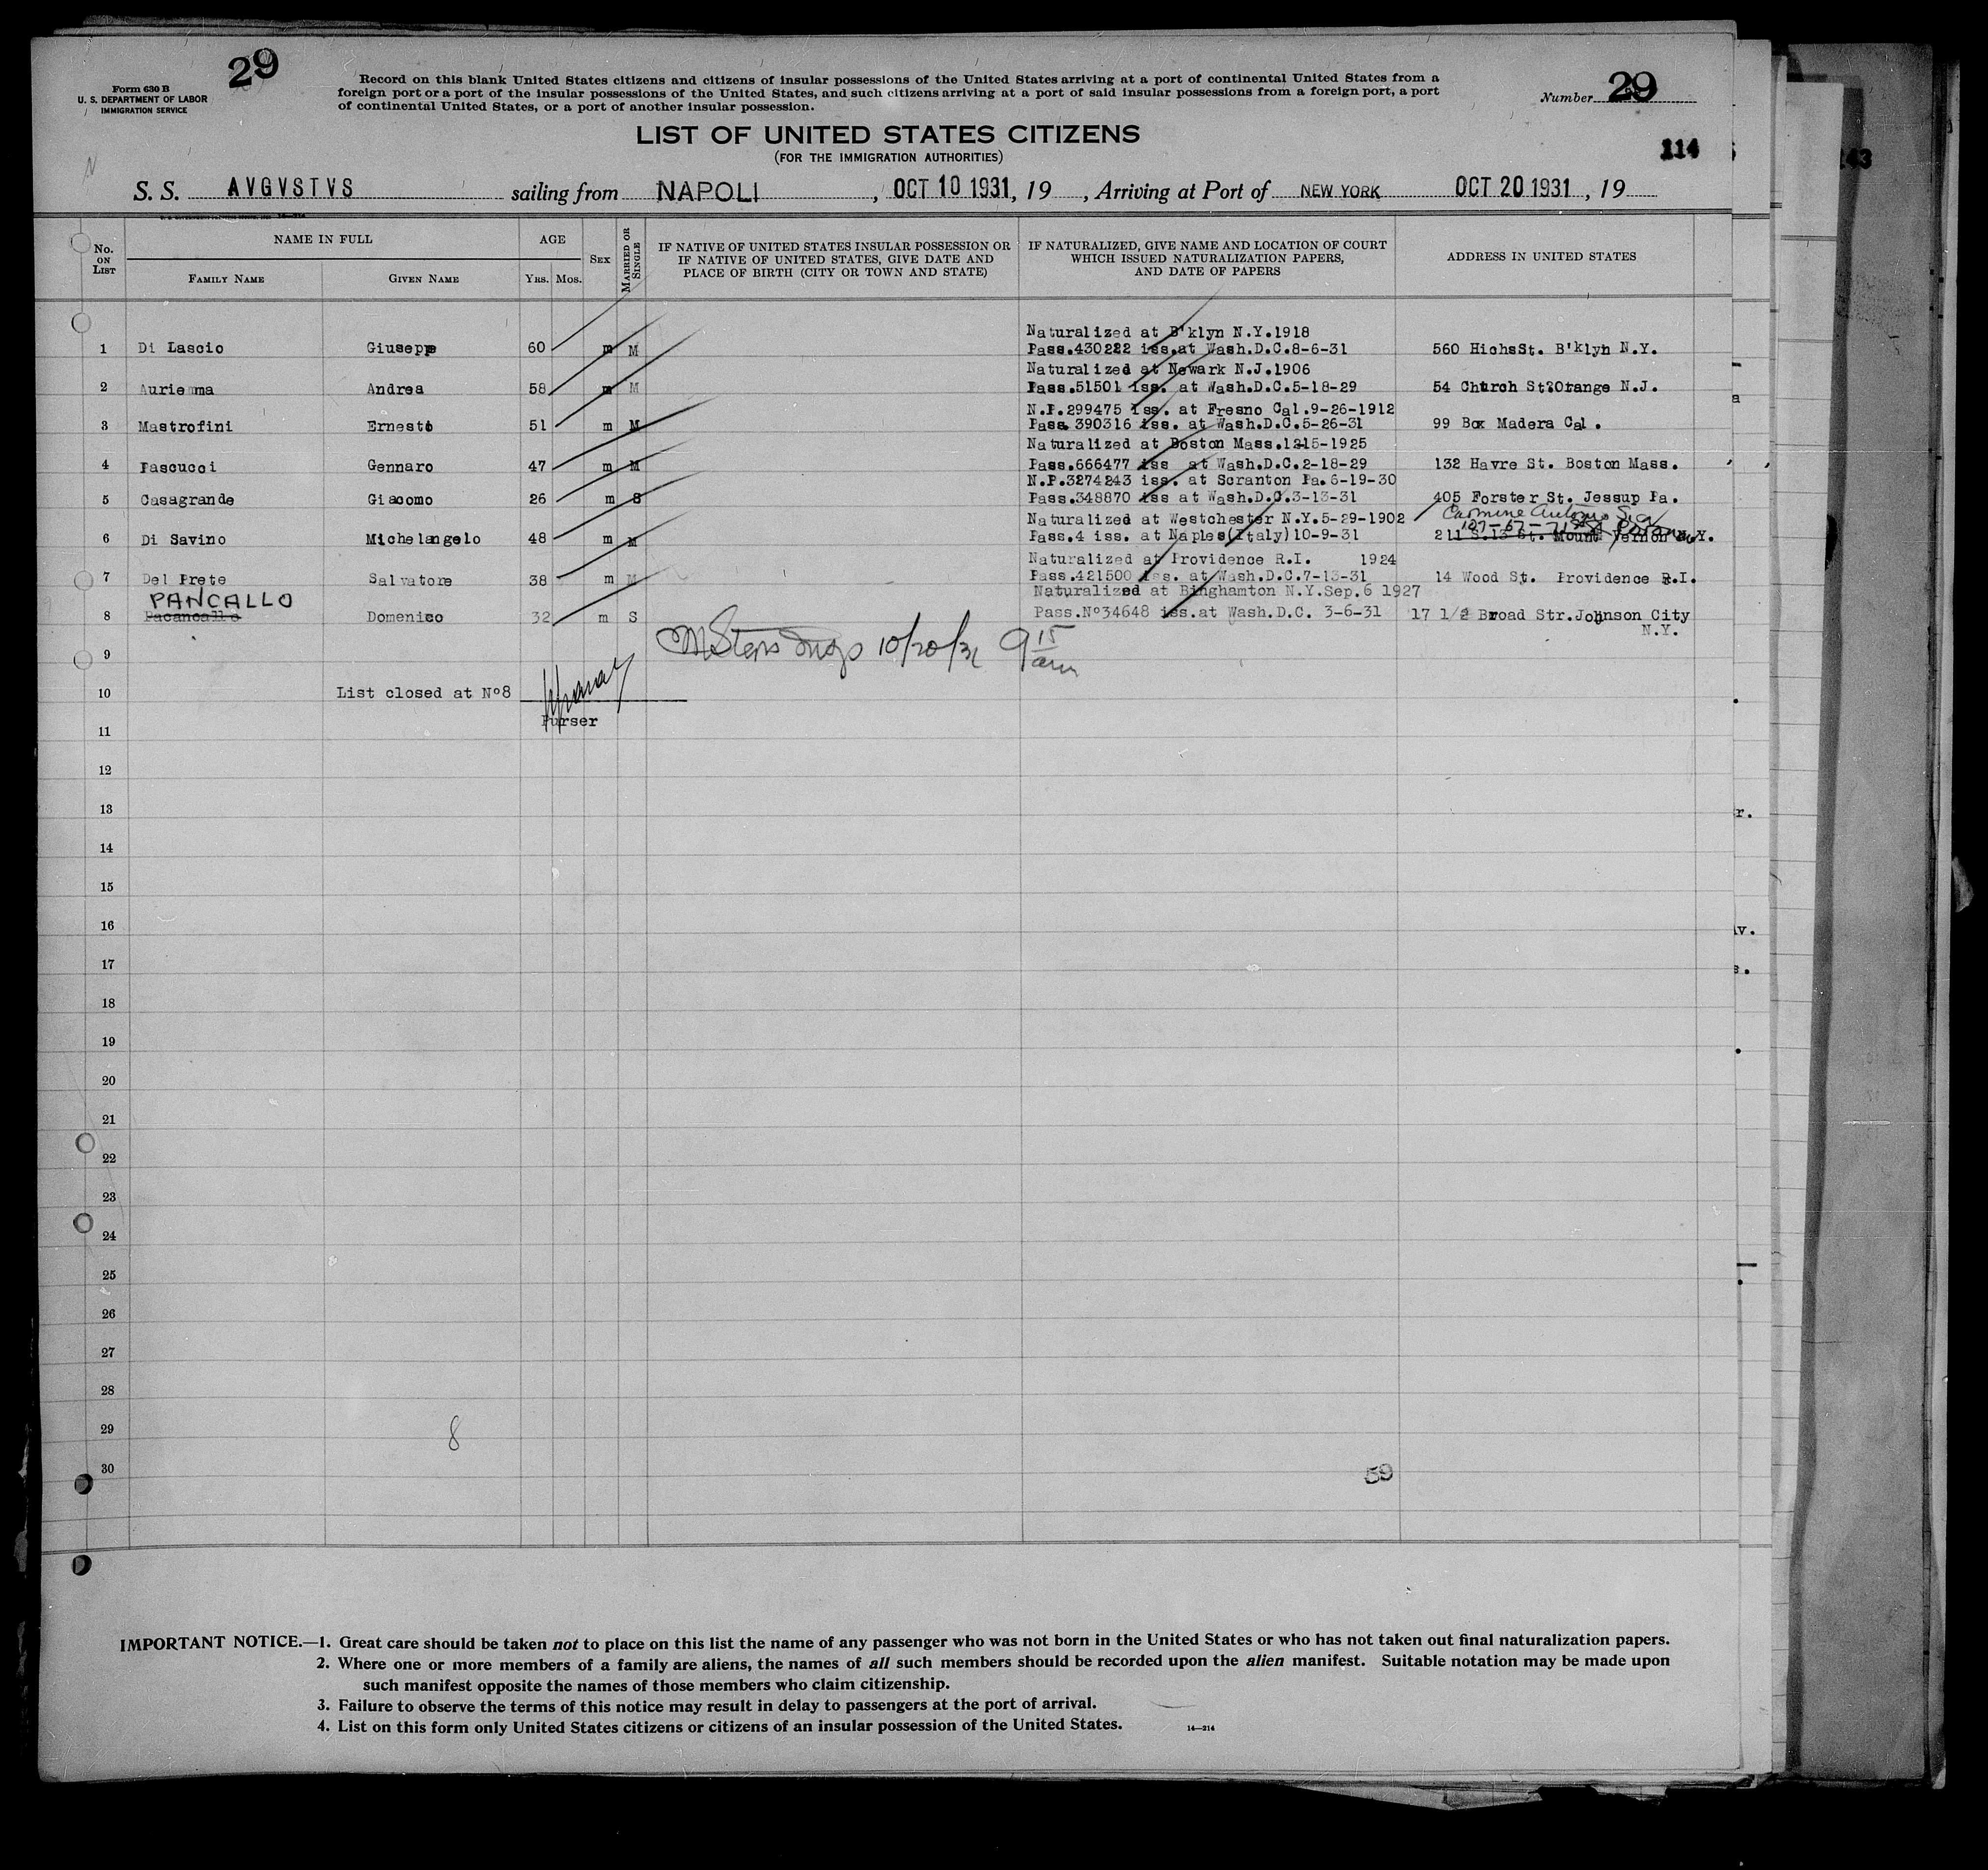 29
Form 630 B
U. S. DEPARTMENT OF LABOR
IMMIGRATION SERVICE
Record on this blank United States citizens and citizens of insular possessions of the United States arriving at a port of continental United States from a
foreign port or a port of the insular possessions of the United States, and such citizens arriving at a port of said insular possessions from a foreign port, a port
of continental United States, or a port of another insular possession.
Number 29
LIST OF UNITED STATES CITIZENS
(FOR THE IMMIGRATION AUTHORITIES)
114
143
S. S. AVGVSTVS sailing from NAPOLI, OCT 10 1931, 19 , Arriving at Port of NEW YORK OCT 20 1931, 19
No. ON LIST
NAME IN FULL
FAMILY NAME
GIVEN NAME
AGE
YRS. MOS.
SEX
MARRIED OR SINGLE
IF NATIVE OF UNITED STATES INSULAR POSSESSION OR
IF NATIVE OF UNITED STATES, GIVE DATE AND
PLACE OF BIRTH (CITY OR TOWN AND STATE)
IF NATURALIZED, GIVE NAME AND LOCATION OF COURT
WHICH ISSUED NATURALIZATION PAPERS,
AND DATE OF PAPERS
ADDRESS IN UNITED STATES
Naturalized at B'klyn N.Y.1918
1 Di Lascio Giuseppe 60 m M Pass.430222 iss.at Wash.D.C.8-6-31 560 HichsSt. B'klyn N.Y.
Naturalized at Newark N.J.1906
2 Auriemma Andrea 58 m M Pass.51501 iss. at Wash.D.C.5-18-29 54 Church St.Orange N.J.
N.P.299475 iss. at Fresno Cal.9-26-1912
3 Mastrofini Ernesto 51 m M Pass 390316 iss. at Wash.D.C.5-26-31 99 Box Madera Cal.
Naturalized at Boston Mass.1215-1925
4 Pascucci Gennaro 47 m M Pass.666477 iss at Wash.D.C.2-18-29 132 Havre St. Boston Mass.
N.P.3274243 iss. at Scranton Pa.6-19-30
5 Casagrande Giacomo 26 m S Pass.348870 iss at Wash.D.C.3-13-31 405 Forster St. Jessup Pa.
Naturalized at Westchester N.Y.5-29-1902 Carmine Antonio
107-67-71st
6 Di Savino Michelangelo 48 m M Pass.4 iss. at Naples(Italy)10-9-31 211 S.13 St. Mount Vernon N.Y.
Naturalized at Providence R.I. 1924
7 Del Prete Salvatore 38 m M Pass.421500 iss. at Wash.D.C.7-13-31 14 Wood St. Providence R.I.
PANCALLO Naturalized at Binghamton N.Y.Sep.6 1927
8 Pacancallo Domenico 32 m S Pass.Nº34648 iss.at Wash.D.C. 3-6-31 17 1/2 Broad Str.Johnson City
N.Y.
10/20/31 9 15 am
9
10 List closed at Nº8
Purser
11
12
13
14
15
16
17
18
19
20
21
22
23
24
25
26
27
28
29
8
30
59
IMPORTANT NOTICE.—1. Great care should be taken not to place on this list the name of any passenger who was not born in the United States or who has not taken out final naturalization papers.
2. Where one or more members of a family are aliens, the names of all such members should be recorded upon the alien manifest. Suitable notation may be made upon
such manifest opposite the names of those members who claim citizenship.
3. Failure to observe the terms of this notice may result in delay to passengers at the port of arrival.
4. List on this form only United States citizens or citizens of an insular possession of the United States.
14—214